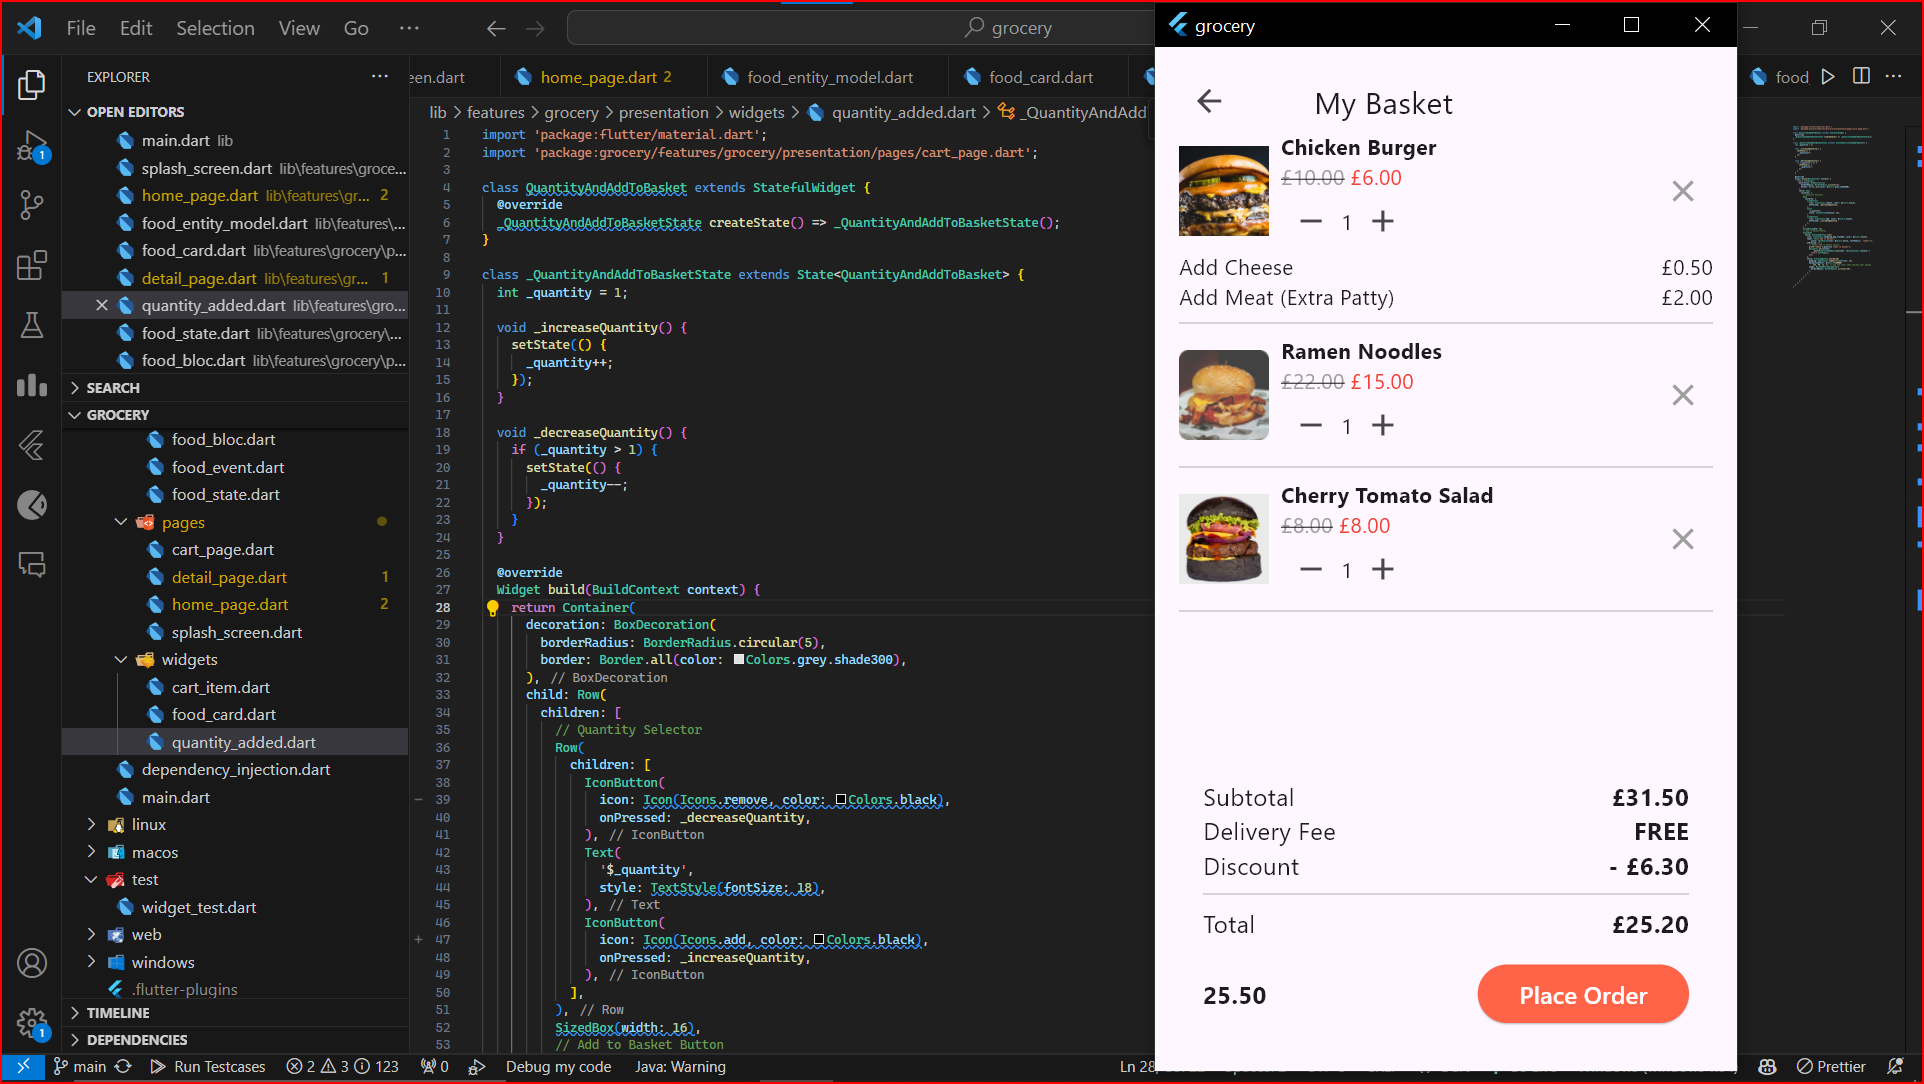 File Edit Selection View Go ··· grocery
EXPLORER
OPEN EDITORS
main.dart lib
splash_screen.dart lib\features\groce...
home_page.dart lib\features\gr... 2
food_entity_model.dart lib\features\...
food_card.dart lib\features\grocery\p...
detail_page.dart lib\features\gr... 1
quantity_added.dart lib\features\gro...
food_state.dart lib\features\grocery\...
food_bloc.dart lib\features\grocery\p...
SEARCH
GROCERY
food_bloc.dart
food_event.dart
food_state.dart
pages
cart_page.dart
detail_page.dart 1
home_page.dart 2
splash_screen.dart
widgets
cart_item.dart
food_card.dart
quantity_added.dart
dependency_injection.dart
main.dart
linux
macos
test
widget_test.dart
web
windows
.flutter-plugins
TIMELINE
DEPENDENCIES
1
1
een.dart home_page.dart 2 food_entity_model.dart food_card.dart food
lib > features > grocery > presentation > widgets > quantity_added.dart > _QuantityAndAdd
1 import 'package:flutter/material.dart';
2 import 'package:grocery/features/grocery/presentation/pages/cart_page.dart';
3
4 class QuantityAndAddToBasket extends StatefulWidget {
5 @override
6 _QuantityAndAddToBasketState createState() => _QuantityAndAddToBasketState();
7 }
8
9 class _QuantityAndAddToBasketState extends State<QuantityAndAddToBasket> {
10 int _quantity = 1;
11
12 void _increaseQuantity() {
13 setState(() {
14 _quantity++;
15 });
16 }
17
18 void _decreaseQuantity() {
19 if (_quantity > 1) {
20 setState(() {
21 _quantity--;
22 });
23 }
24 }
25
26 @override
27 Widget build(BuildContext context) {
28 return Container(
29 decoration: BoxDecoration(
30 borderRadius: BorderRadius.circular(5),
31 border: Border.all(color: Colors.grey.shade300),
32 ), // BoxDecoration
33 child: Row(
34 children: [
35 // Quantity Selector
36 Row(
37 children: [
38 IconButton(
39 icon: Icon(Icons.remove, color: Colors.black),
40 onPressed: _decreaseQuantity,
41 ), // IconButton
42 Text(
43 '$_quantity',
44 style: TextStyle(fontSize: 18),
45 ), // Text
46 IconButton(
47 icon: Icon(Icons.add, color: Colors.black),
48 onPressed: _increaseQuantity,
49 ), // IconButton
50 ],
51 ), // Row
52 SizedBox(width: 16),
53 // Add to Basket Button
grocery
My Basket
Chicken Burger
£10.00 £6.00
1
Add Cheese £0.50
Add Meat (Extra Patty) £2.00
Ramen Noodles
£22.00 £15.00
1
Cherry Tomato Salad
£8.00 £8.00
1
Subtotal £31.50
Delivery Fee FREE
Discount - £6.30
Total £25.20
25.50 Place Order
main Run Testcases 2 3 123 0 Debug my code Java: Warning Ln 28 Prettier